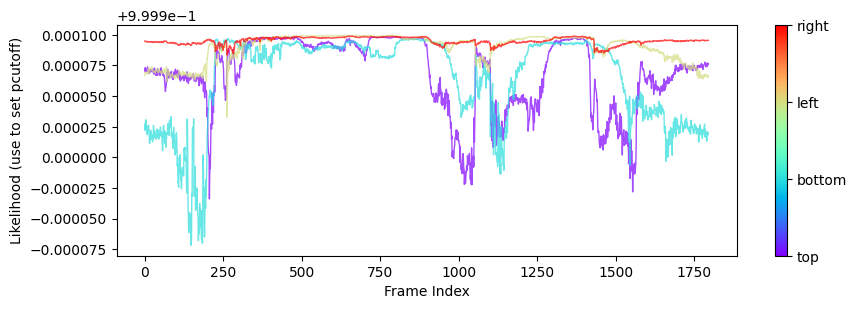 +9.999e−1
0.000100
0.000075
0.000050
0.000025
0.000000
−0.000025
−0.000050
−0.000075
Likelihood (use to set pcutoff)
0
250
500
750
1000
1250
1500
1750
Frame Index
right
left
bottom
top